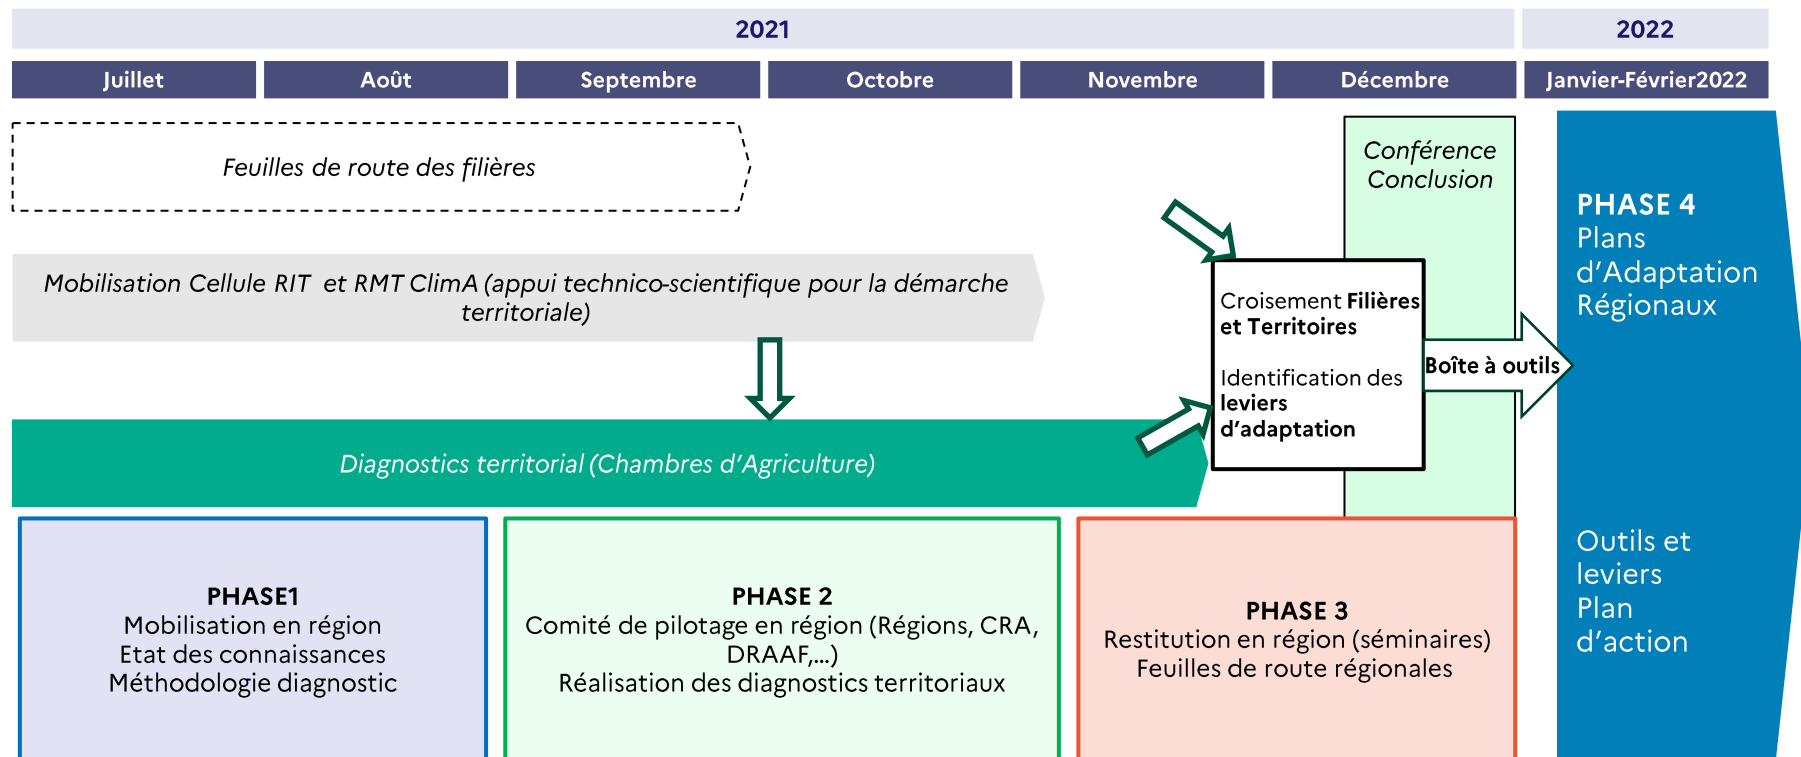 2021
2022
Juillet
Août
Septembre
Octobre
Novembre
Décembre
Janvier-Février2022
Feuilles de route des filières
Conférence
Conclusion
Mobilisation Cellule RIT et RMT ClimA (appui technico-scientifique pour la démarche
territoriale)
Croisement Filières
et Territoires
Identification des
leviers
d'adaptation
Boîte à outils
Diagnostics territorial (Chambres d'Agriculture)
PHASE 4
Plans
d'Adaptation
Régionaux
Outils et
leviers
Plan
d'action
PHASE1
Mobilisation en région
Etat des connaissances
Méthodologie diagnostic
PHASE 2
Comité de pilotage en région (Régions, CRA,
DRAAF,...)
Réalisation des diagnostics territoriaux
PHASE 3
Restitution en région (séminaires)
Feuilles de route régionales